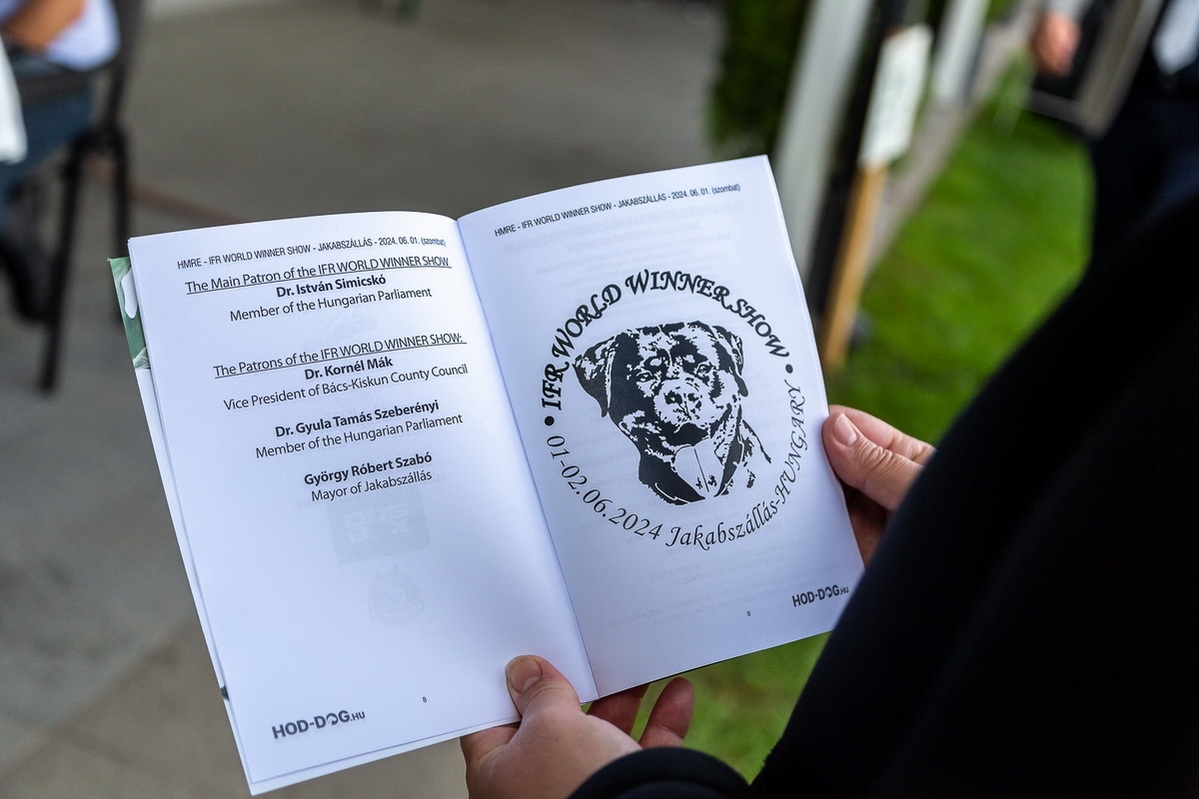 HMRE - IFR WORLD WINNER SHOW - JAKABSZÁLLÁS - 2024. 06. 01. (szombat)
The Main Patron of the IFR WORLD WINNER SHOW
Dr. István Simicskó
Member of the Hungarian Parliament
The Patrons of the IFR WORLD WINNER SHOW:
Dr. Kornél Mák
Vice President of Bács-Kiskun County Council
Dr. Gyula Tamás Szeberényi
Member of the Hungarian Parliament
György Róbert Szabó
Mayor of Jakabszállás
8
HOD-DOG.HU
HMRE - IFR WORLD WINNER SHOW - JAKABSZÁLLÁS - 2024. 06. 01. (szombat)
• IFR WORLD WINNER SHOW •
01-02.06.2024 Jakabszállás-HUNGARY
9
HOD-DOG.HU